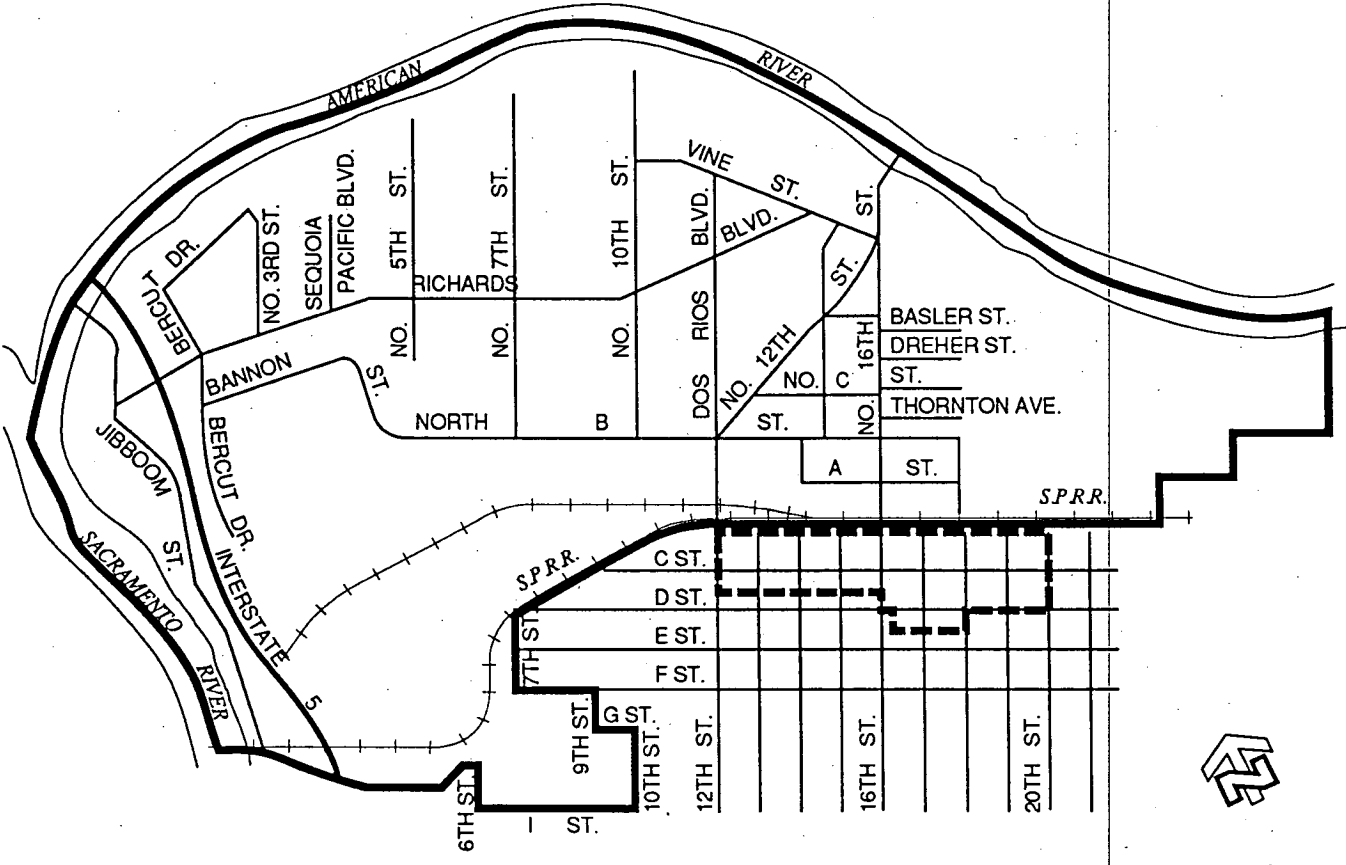 AMERICAN
RIVER
VINE ST.
NO. 3RD ST.
SEQUOIA
PACIFIC BLVD.
NO. 5TH ST.
NO. 7TH ST.
NO. 10TH ST.
DOS RIOS BLVD.
RICHARDS BLVD.
BERCUT DR.
NO. 12TH ST.
NO. 16TH ST.
BASLER ST.
DREHER ST.
NO. C ST.
THORNTON AVE.
BANNON ST.
NORTH B ST.
A ST.
JIBBOOM ST.
BERCUT DR.
INTERSTATE 5
SACRAMENTO RIVER
S.P.R.R.
S.P.R.R.
C ST.
D ST.
E ST.
F ST.
7TH ST.
G ST.
9TH ST.
10TH ST.
12TH ST.
16TH ST.
20TH ST.
6TH ST.
I ST.
N